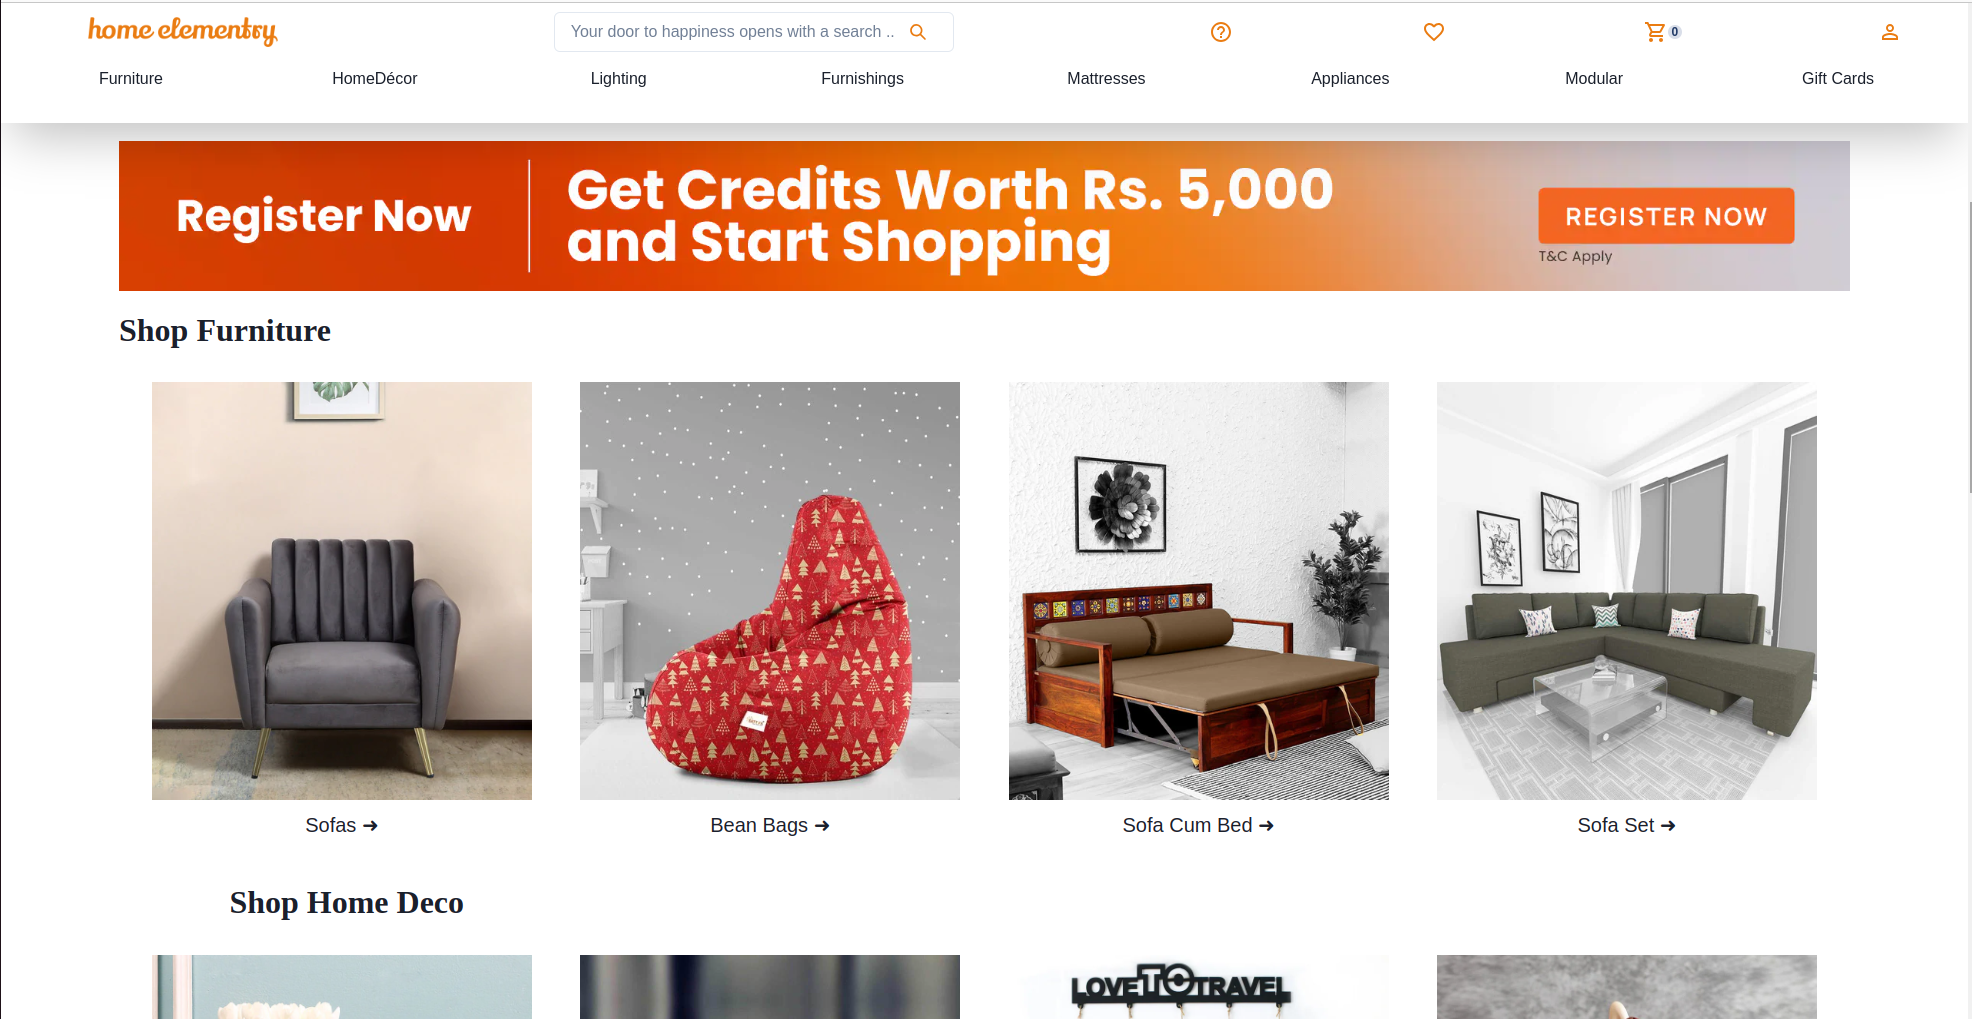 home elementry
Your door to happiness opens with a search ..
0
Furniture HomeDécor Lighting Furnishings Mattresses Appliances Modular Gift Cards
Register Now
Get Credits Worth Rs. 5,000
and Start Shopping
REGISTER NOW
T&C Apply
Shop Furniture
Sofas ➔
Bean Bags ➔
Sofa Cum Bed ➔
Sofa Set ➔
Shop Home Deco
LOVE TO TRAVEL